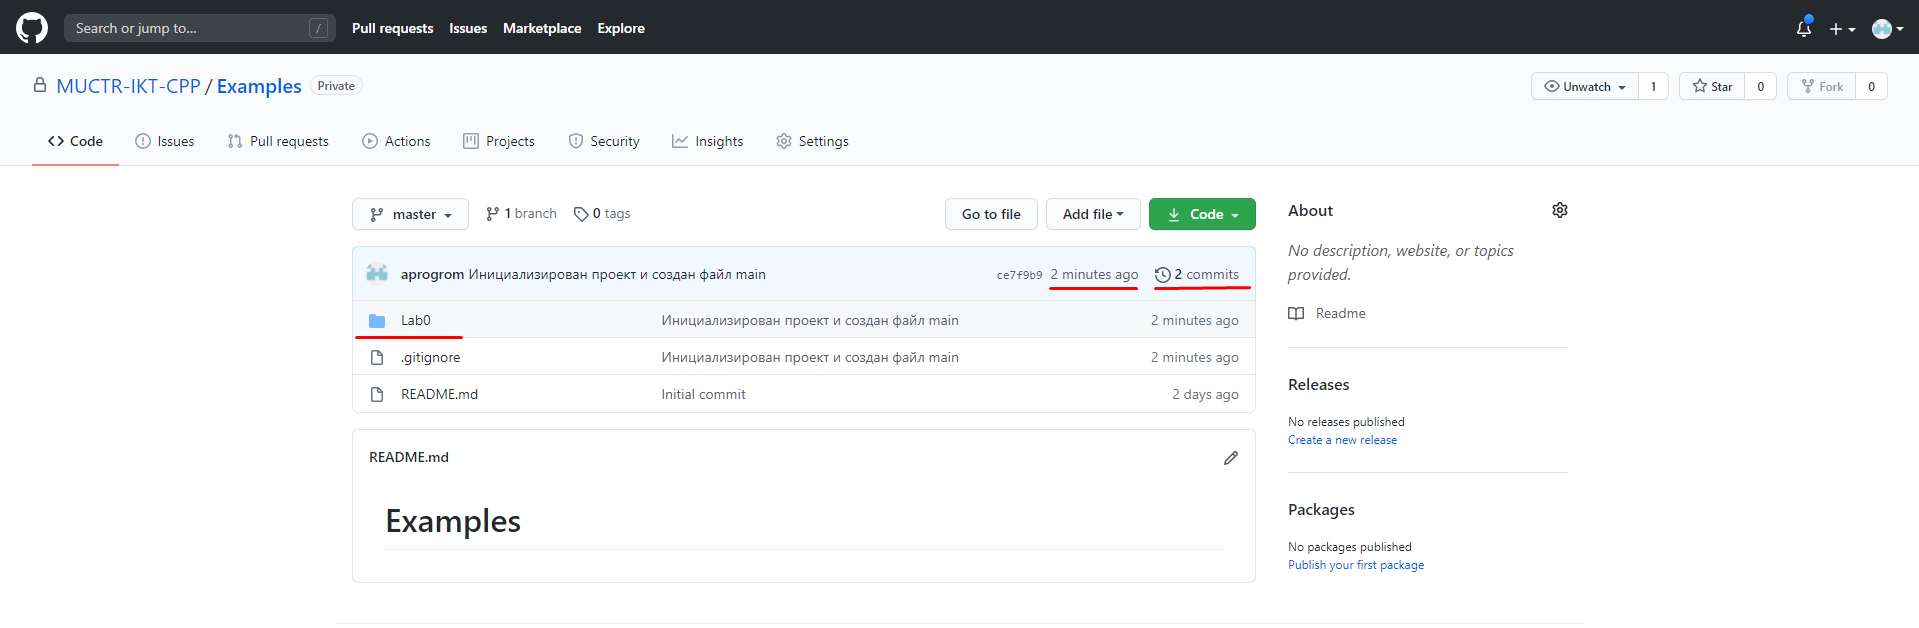 Search or jump to... /
Pull requests Issues Marketplace Explore
MUCTR-IKT-CPP / Examples Private
Unwatch 1 Star 0 Fork 0
Code Issues Pull requests Actions Projects Security Insights Settings
master 1 branch 0 tags Go to file Add file Code
aprogrom Инициализирован проект и создан файл main ce7f9b9 2 minutes ago 2 commits
Lab0 Инициализирован проект и создан файл main 2 minutes ago
.gitignore Инициализирован проект и создан файл main 2 minutes ago
README.md Initial commit 2 days ago
README.md
Examples
About
No description, website, or topics
provided.
Readme
Releases
No releases published
Create a new release
Packages
No packages published
Publish your first package